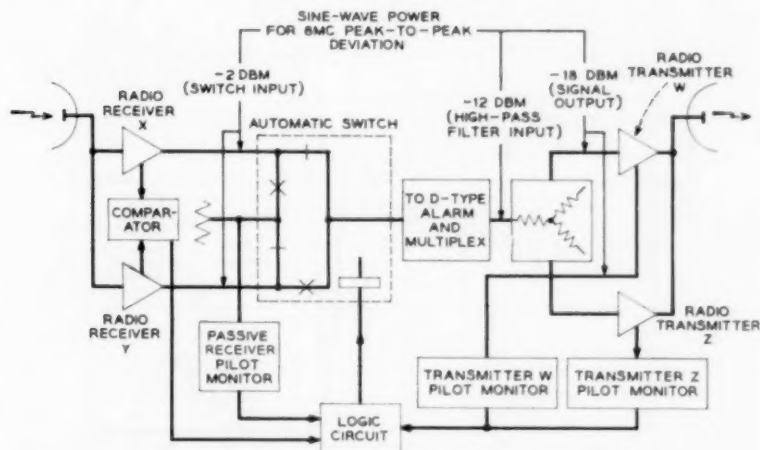 SINE-WAVE POWER
FOR 8MC PEAK-TO-PEAK
DEVIATION
-2 DBM
(SWITCH INPUT)
RADIO
RECEIVER
X
AUTOMATIC SWITCH
-12 DBM
(HIGH-PASS
FILTER INPUT)
-18 DBM
(SIGNAL
OUTPUT)
RADIO
TRANSMITTER
W
COMPAR-
ATOR
TO D-TYPE
ALARM
AND
MULTIPLEX
RADIO
RECEIVER
Y
PASSIVE
RECEIVER
PILOT
MONITOR
RADIO
TRANSMITTER
Z
TRANSMITTER W
PILOT MONITOR
TRANSMITTER Z
PILOT MONITOR
LOGIC
CIRCUIT